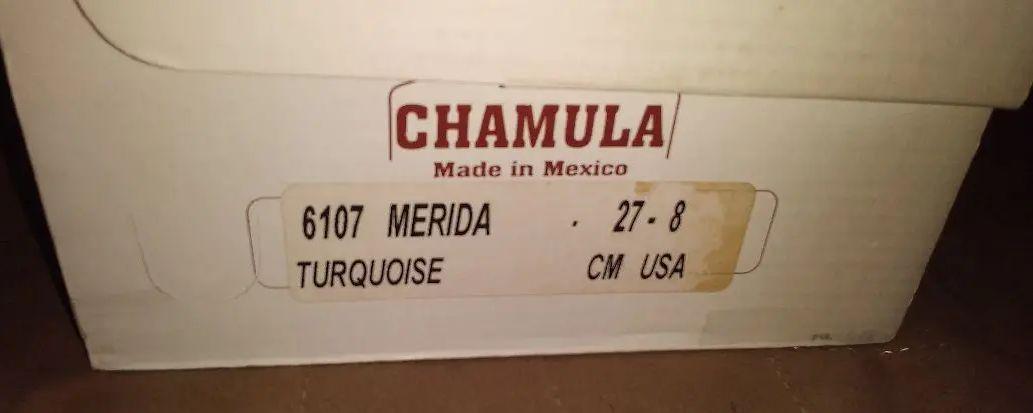 CHAMULA
Made in Mexico
6107 MERIDA . 27 - 8
TURQUOISE CM USA